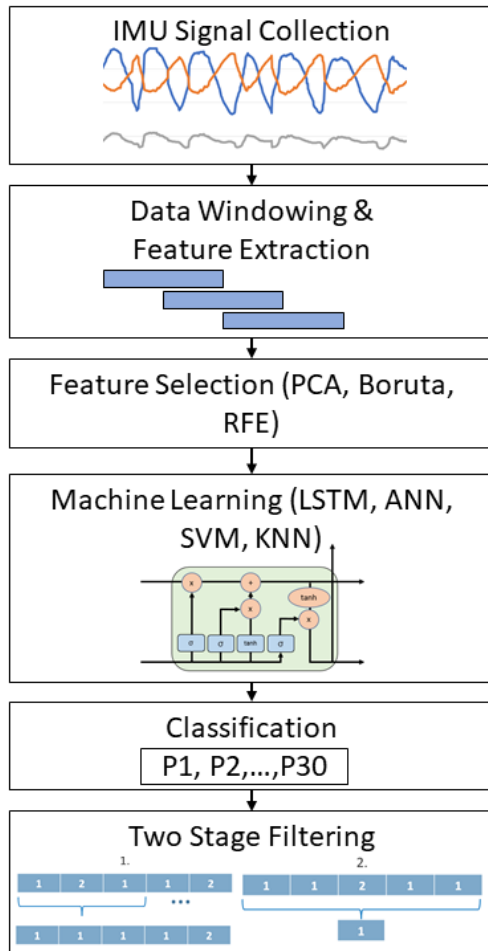 IMU Signal Collection
Data Windowing &
Feature Extraction
Feature Selection (PCA, Boruta,
RFE)
Machine Learning (LSTM, ANN,
SVM, KNN)
x + tanh
x x
σ σ tanh σ
Classification
P1, P2,...,P30
Two Stage Filtering
1. 2.
1 2 1 1 2 1 1 2 1 1
...
1 1 1 1 2 1